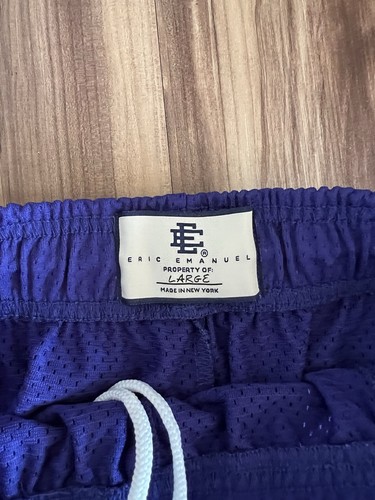 EE®
ERIC EMANUEL
PROPERTY OF:
LARGE
MADE IN NEW YORK